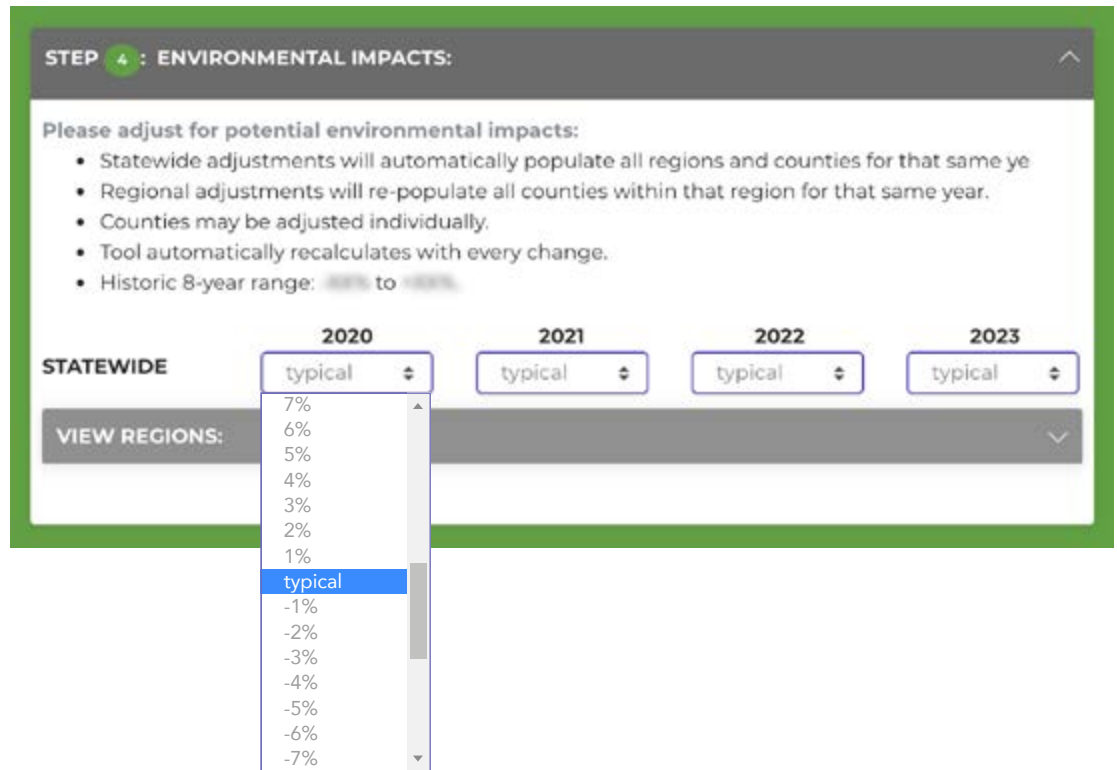 STEP 4 : ENVIRONMENTAL IMPACTS:
Please adjust for potential environmental impacts:
• Statewide adjustments will automatically populate all regions and counties for that same ye
• Regional adjustments will re-populate all counties within that region for that same year.
• Counties may be adjusted individually.
• Tool automatically recalculates with every change.
• Historic 8-year range: to
2020 2021 2022 2023
STATEWIDE typical typical typical typical
7%
VIEW REGIONS: 6%
5%
4%
3%
2%
1%
typical
-1%
-2%
-3%
-4%
-5%
-6%
-7%